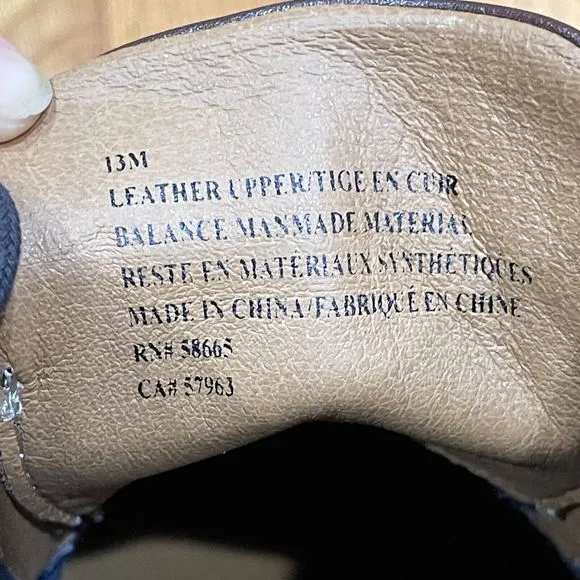 13M
LEATHER UPPER/TIGE EN CUIR
BALANCE MANMADE MATERIAL
RESTE EN MATÉRIAUX SYNTHÉTIQUES
MADE IN CHINA/FABRIQUÉ EN CHINE
RN# 58665
CA# 57963